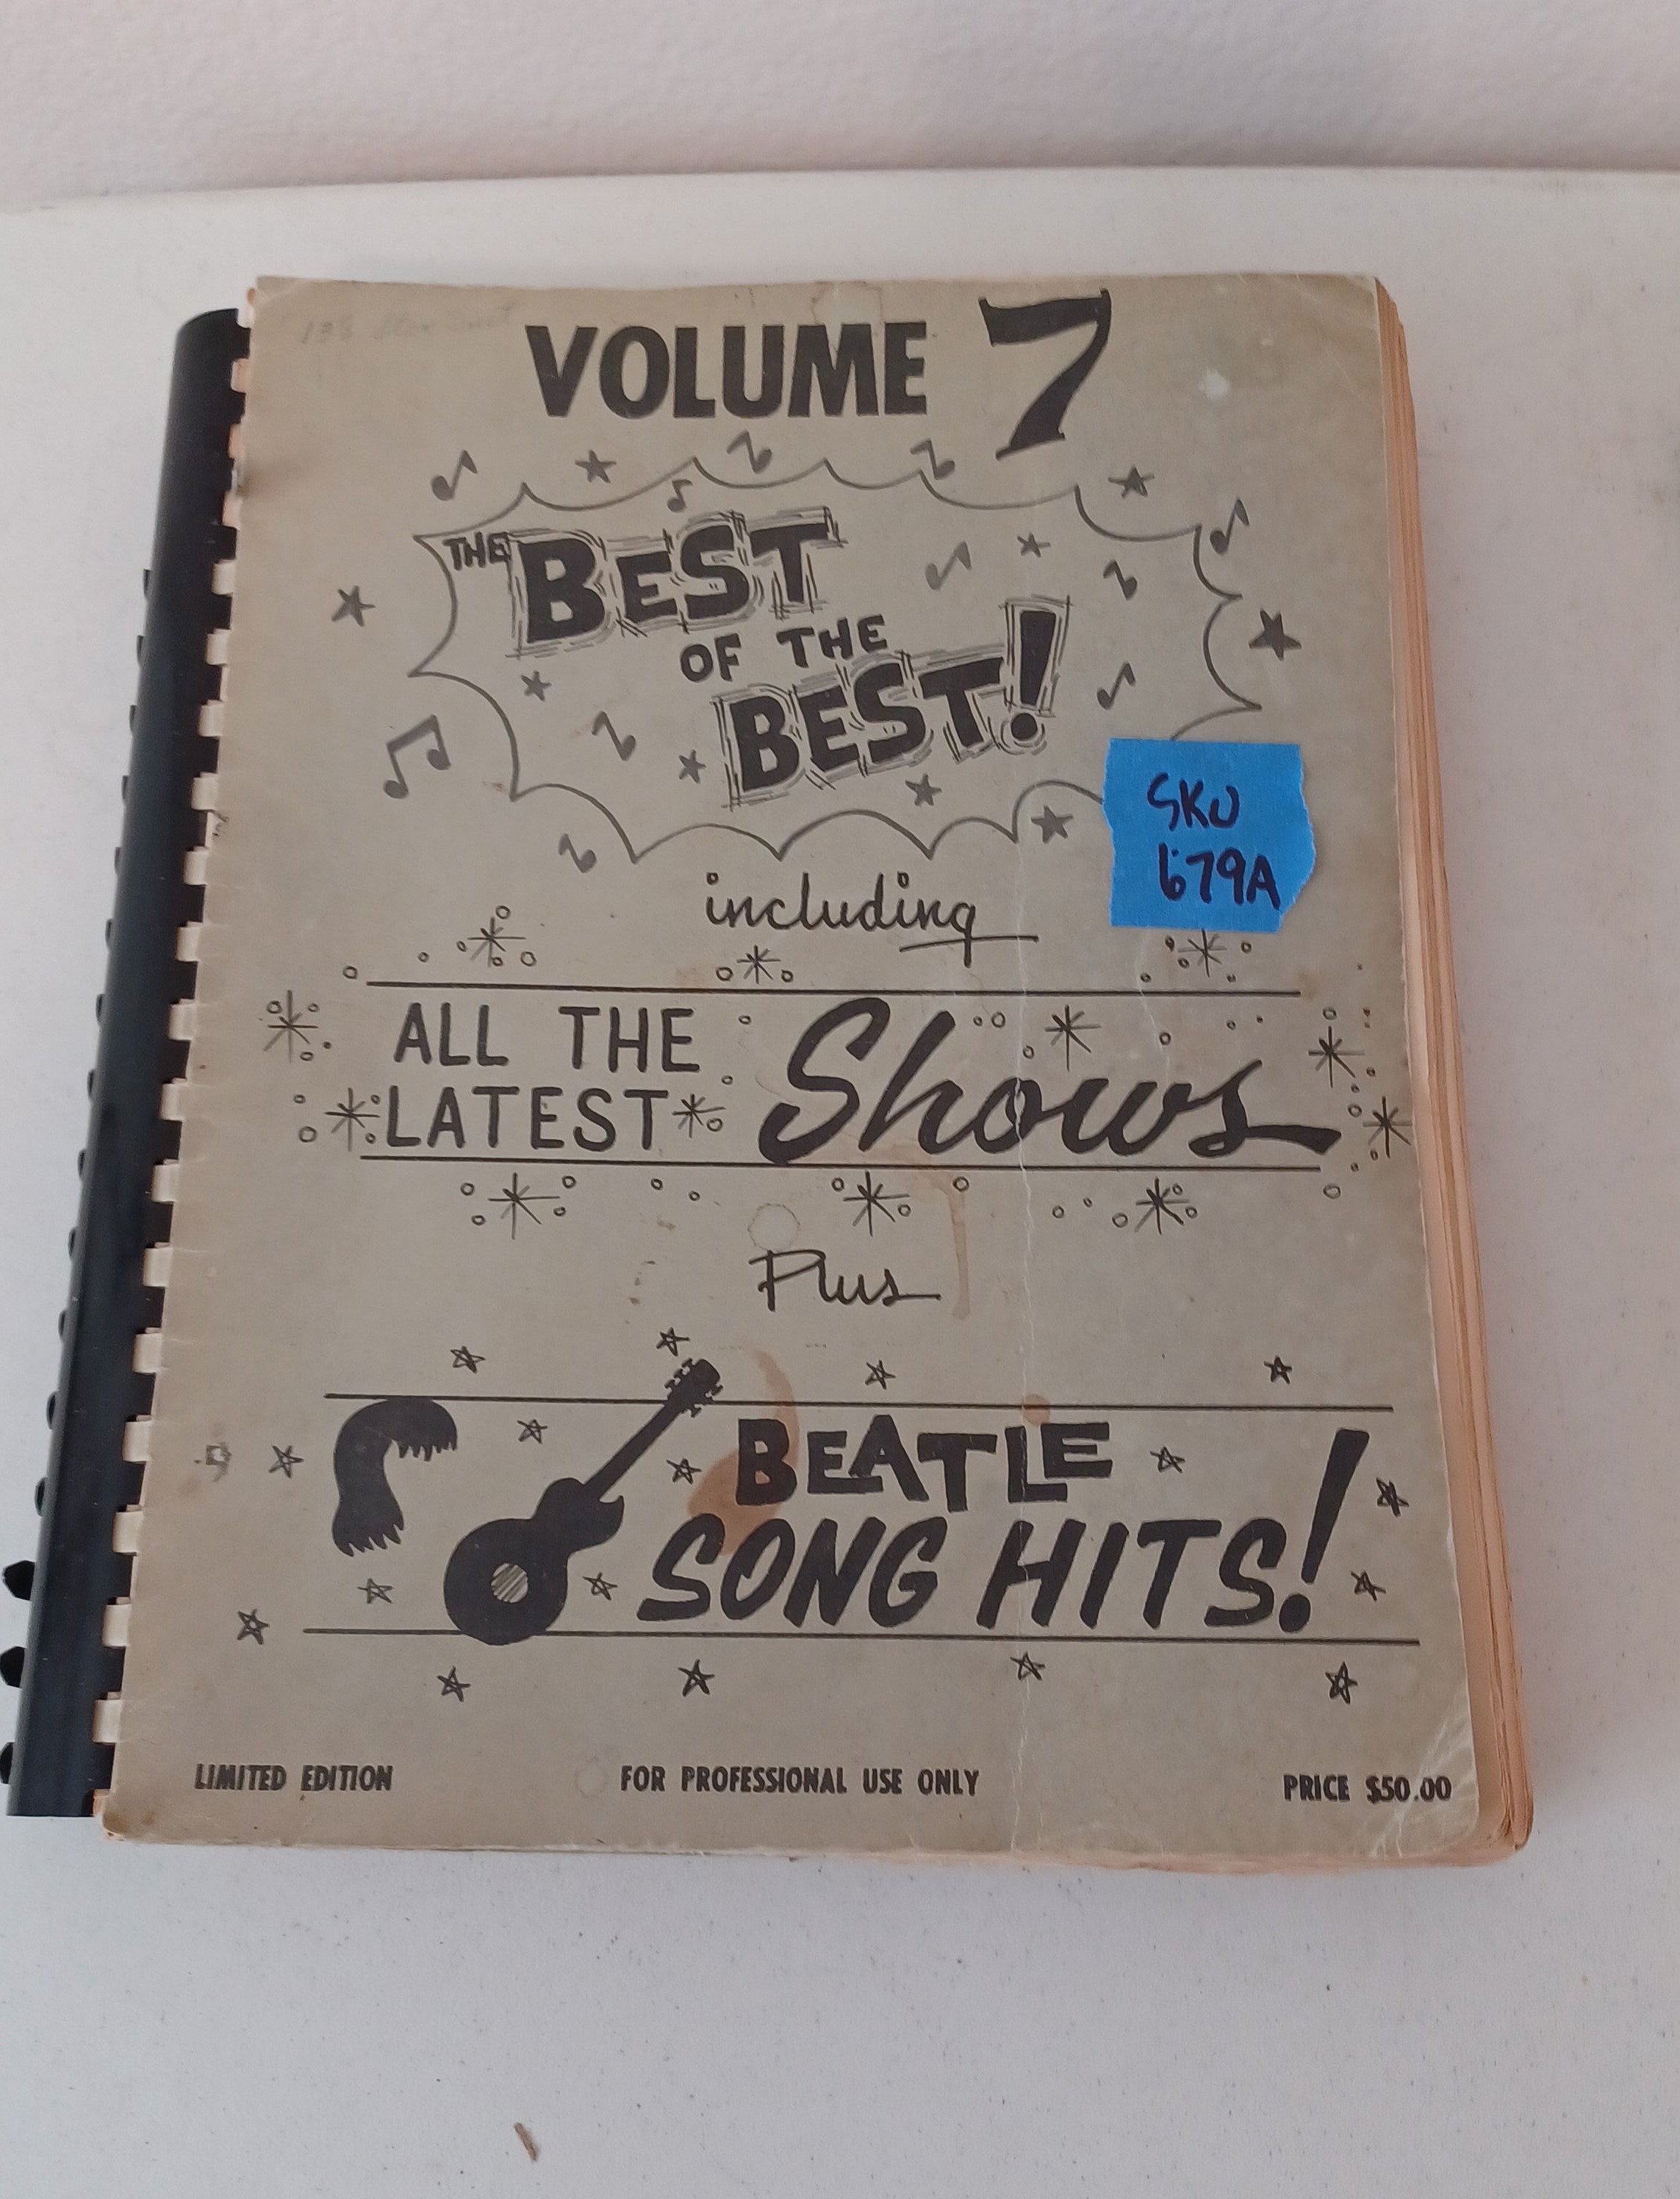 VOLUME 7
THE BEST
OF THE
BEST!
SKU
679A
including
ALL THE
LATEST
Shows
Plus
BEATLE
SONG HITS!
LIMITED EDITION
FOR PROFESSIONAL USE ONLY
PRICE $50.00